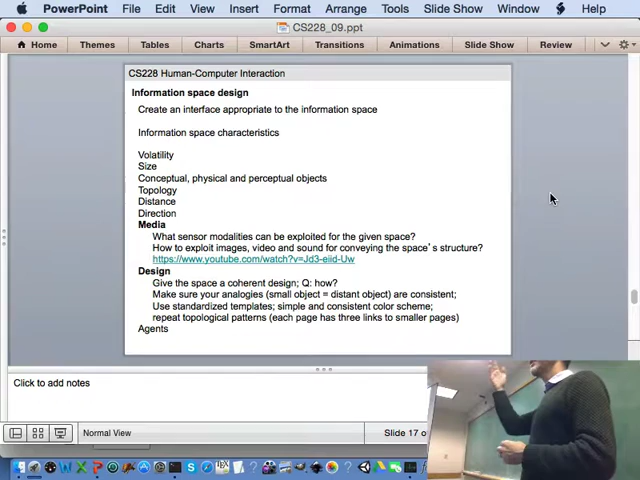 PowerPoint File Edit View Insert Format Arrange Tools Slide Show Window Help
CS228_09.ppt
Home Themes Tables Charts SmartArt Transitions Animations Slide Show Review
CS228 Human-Computer Interaction
Information space design
Create an interface appropriate to the information space
Information space characteristics
Volatility
Size
Conceptual, physical and perceptual objects
Topology
Distance
Direction
Media
What sensor modalities can be exploited for the given space?
How to exploit images, video and sound for conveying the space's structure?
https://www.youtube.com/watch?v=Jd3-eiid-Uw
Design
Give the space a coherent design; Q: how?
Make sure your analogies (small object = distant object) are consistent;
Use standardized templates; simple and consistent color scheme;
repeat topological patterns (each page has three links to smaller pages)
Agents
Click to add notes
Normal View Slide 17 o